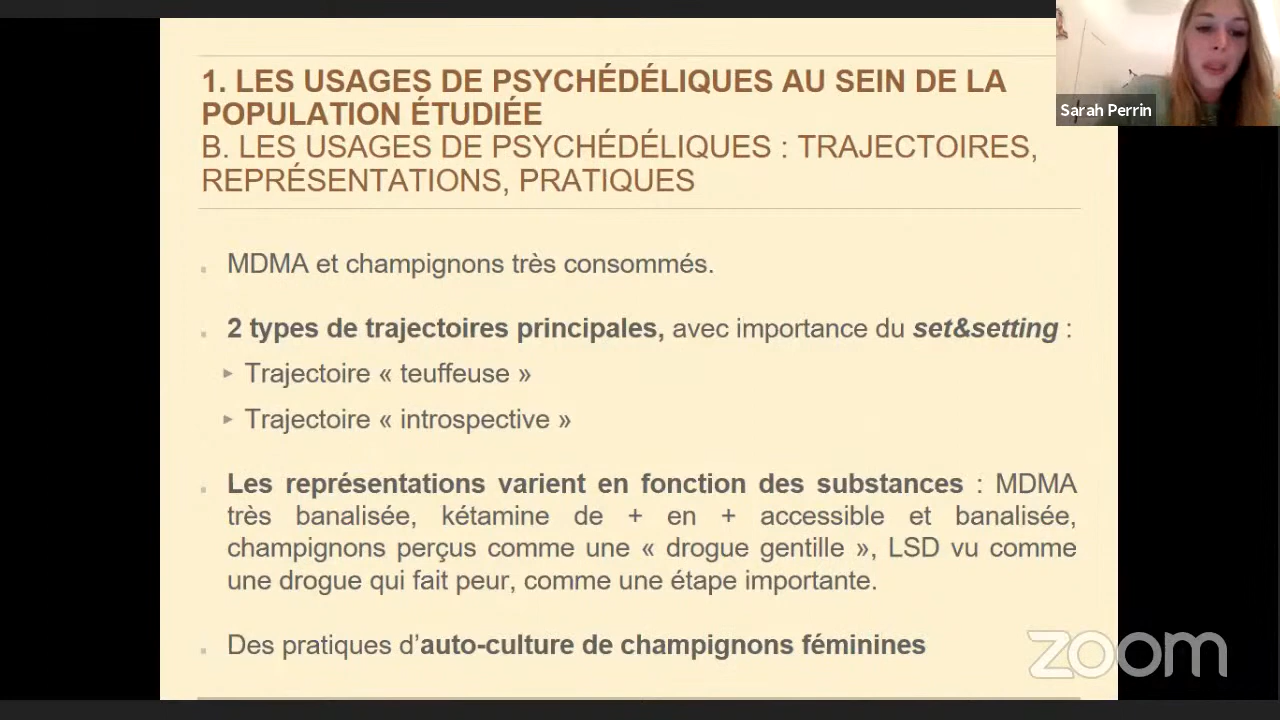 1. LES USAGES DE PSYCHÉDÉLIQUES AU SEIN DE LA
POPULATION ÉTUDIÉE
B. LES USAGES DE PSYCHÉDÉLIQUES : TRAJECTOIRES,
REPRÉSENTATIONS, PRATIQUES
Sarah Perrin
MDMA et champignons très consommés.
2 types de trajectoires principales, avec importance du set&setting :
Trajectoire « teuffeuse »
Trajectoire « introspective »
Les représentations varient en fonction des substances : MDMA
très banalisée, kétamine de + en + accessible et banalisée,
champignons perçus comme une « drogue gentille », LSD vu comme
une drogue qui fait peur, comme une étape importante.
Des pratiques d’auto-culture de champignons féminines
zoom